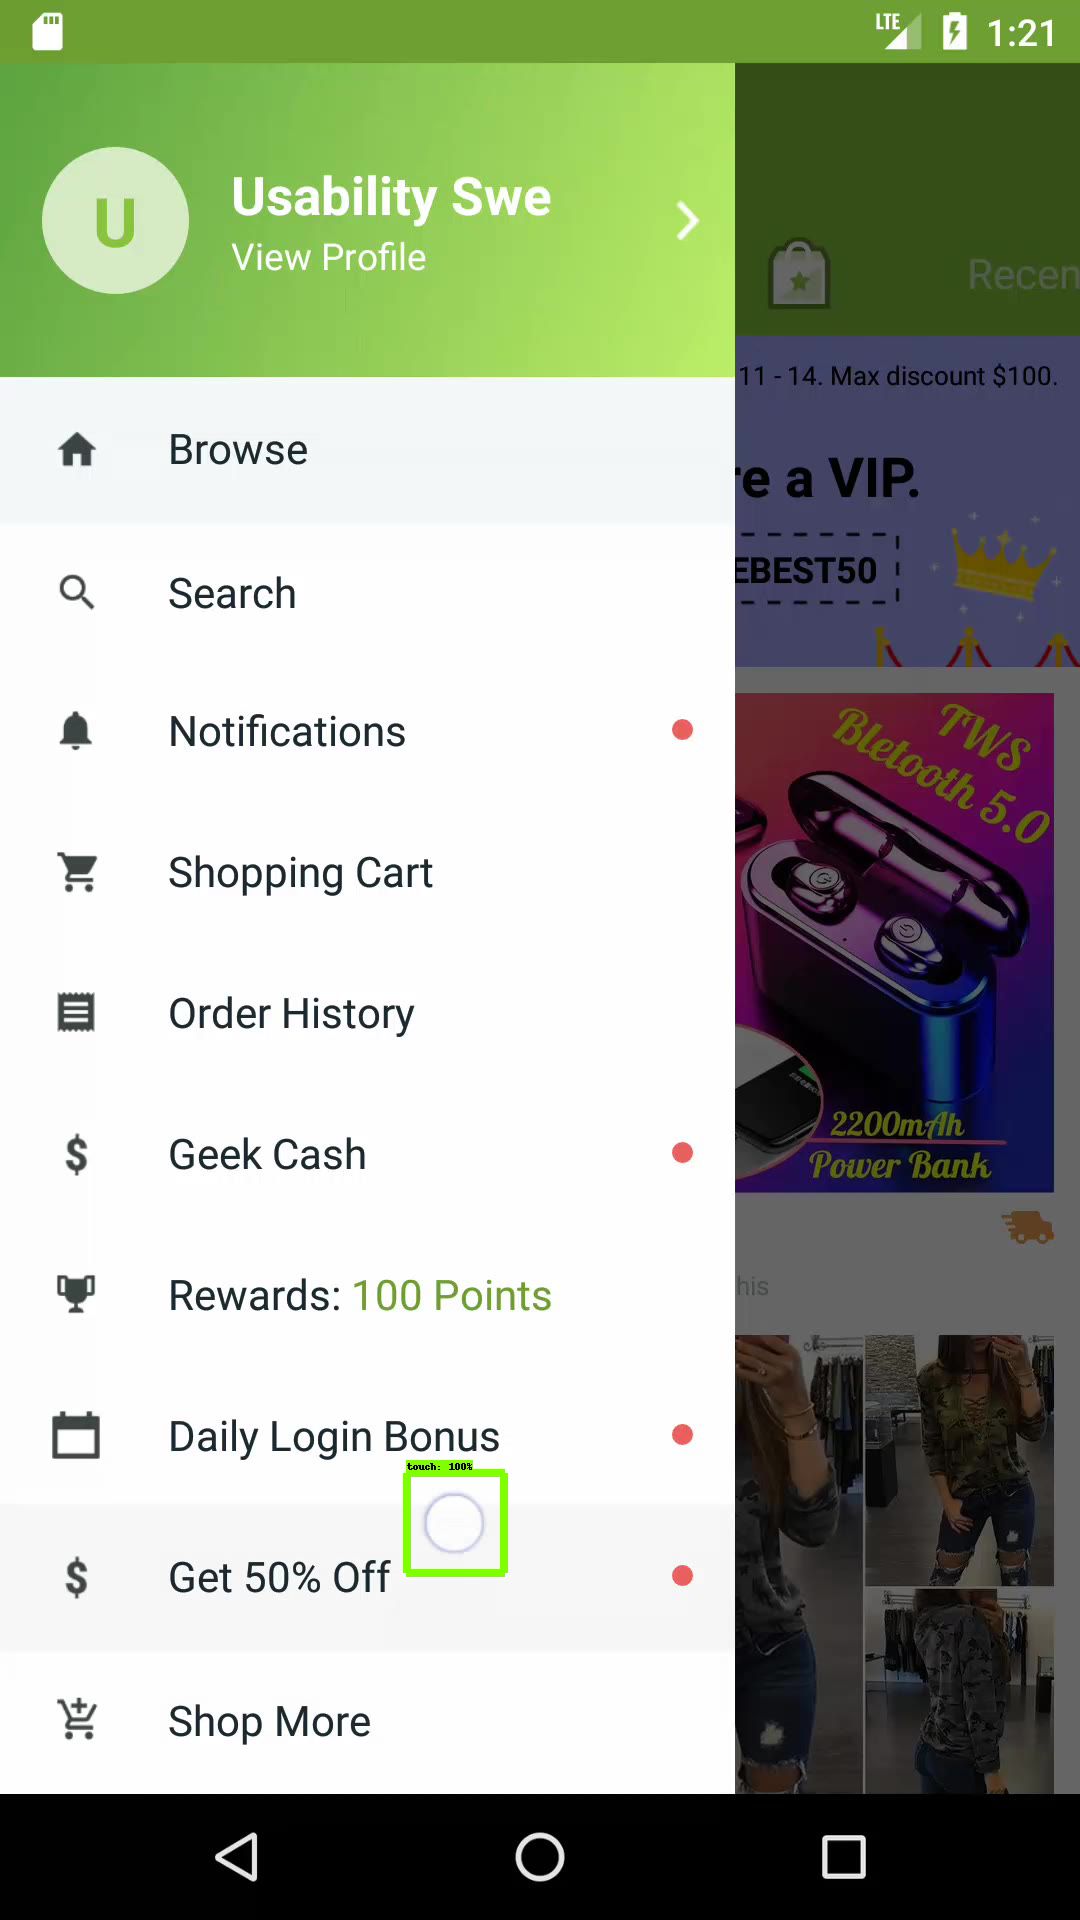 LTE 1:21
U
Usability Swe
View Profile
Recen
11 - 14. Max discount $100.
re a VIP.
EBEST50
Browse
Search
Notifications
TWS
Bletooth 5.0
Shopping Cart
Order History
2200mAh
Power Bank
Geek Cash
his
Rewards: 100 Points
Daily Login Bonus
touch: 100%
Get 50% Off
Shop More